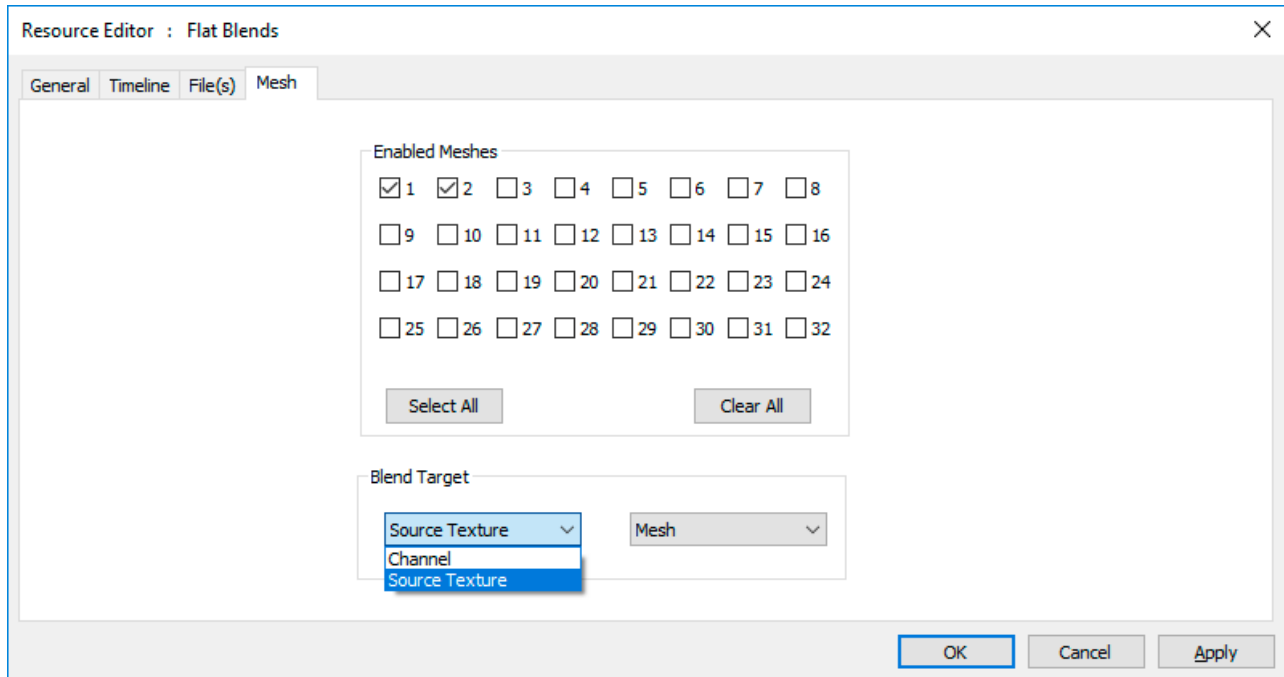 Resource Editor : Flat Blends
General Timeline File(s) Mesh
Enabled Meshes
1 2 3 4 5 6 7 8
9 10 11 12 13 14 15 16
17 18 19 20 21 22 23 24
25 26 27 28 29 30 31 32
Select All Clear All
Blend Target
Source Texture Mesh
Channel
Source Texture
OK Cancel Apply